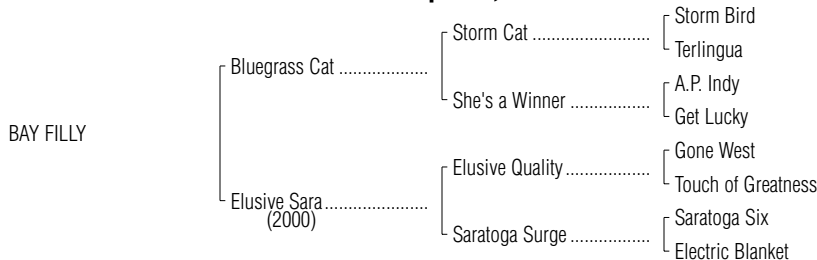 Storm Bird
Storm Cat ........................
Terlingua
Bluegrass Cat ...................
A.P. Indy
She's a Winner .................
Get Lucky
BAY FILLY
Gone West
Elusive Quality ..................
Touch of Greatness
Elusive Sara......................
(2000)
Saratoga Six
Saratoga Surge .................
Electric Blanket